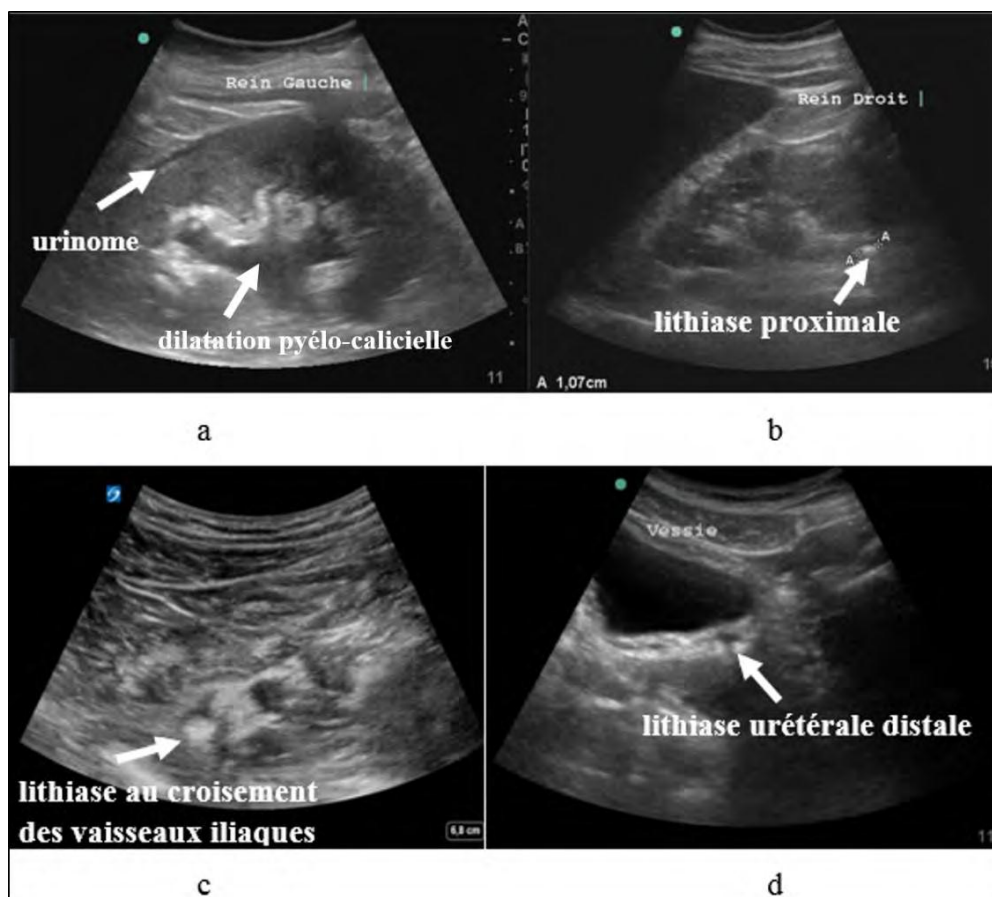 Rein Gauche
urinome
dilatation pyélo-calicielle
11
a
Rein Droit
A
A
lithiase proximale
A 1,07cm
b
lithiase au croisement
des vaisseaux iliaques
6,8 cm
c
Vessie
lithiase urétérale distale
d